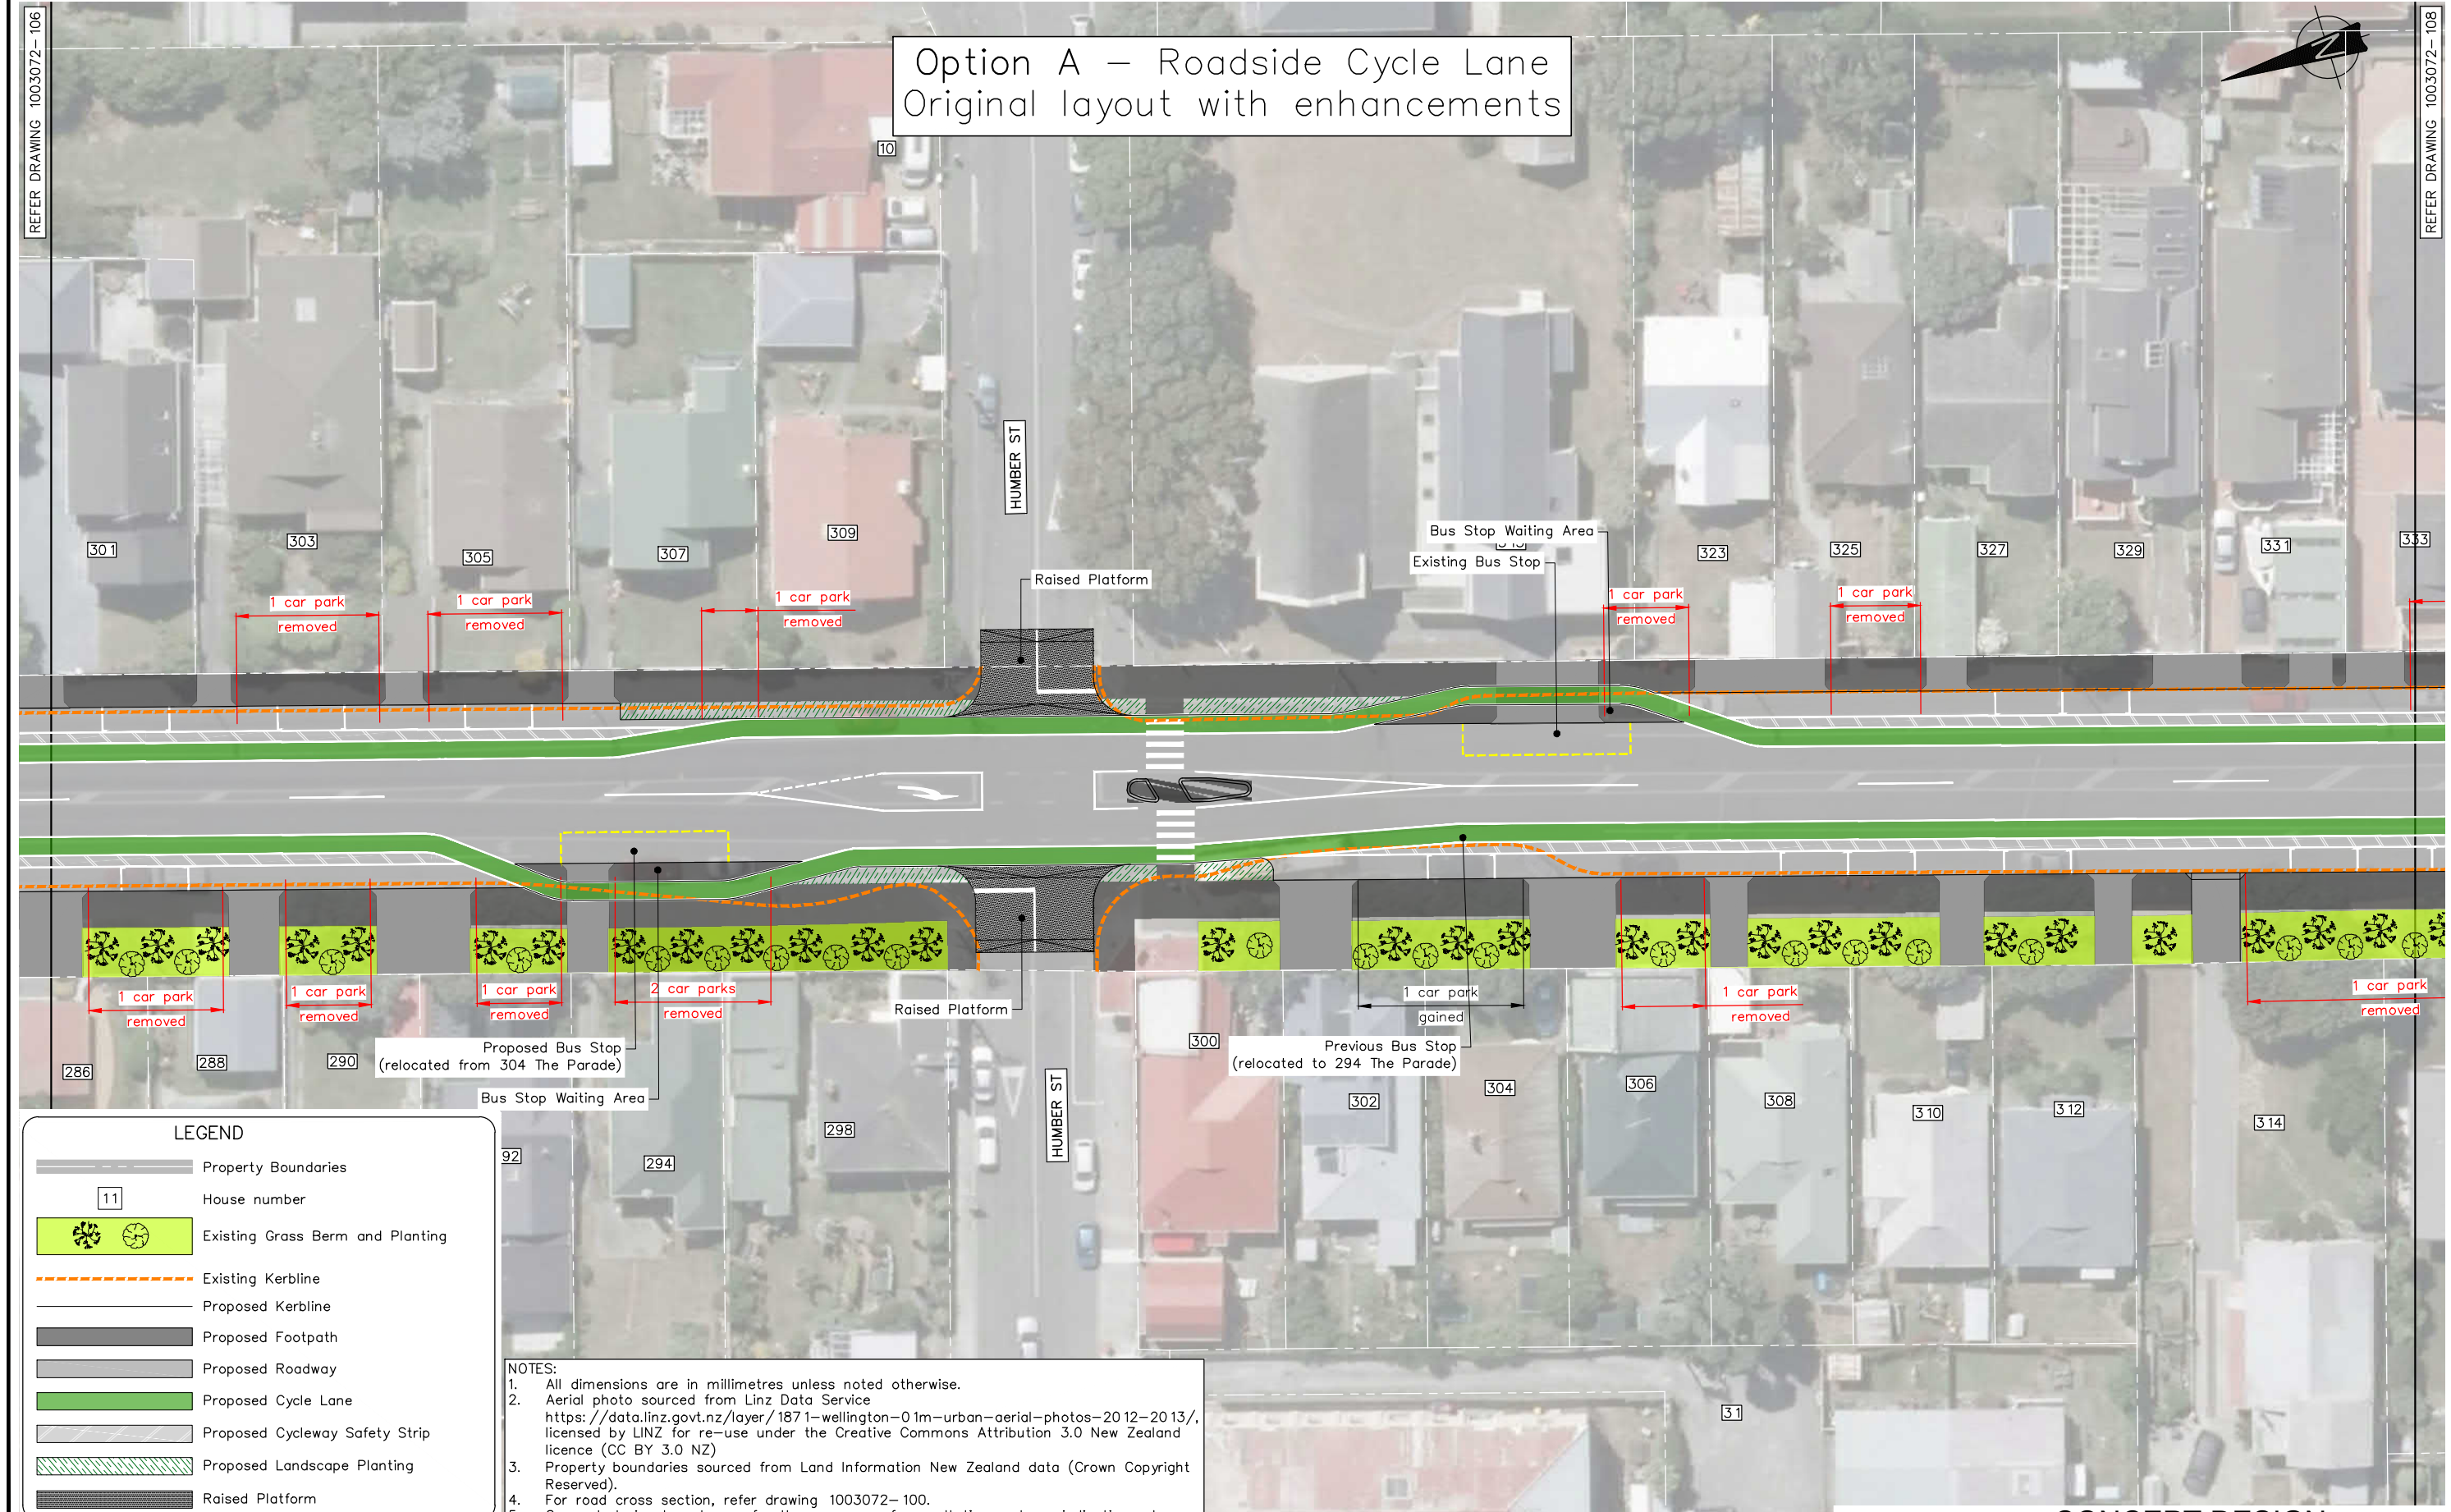 REFER DRAWING 1003072-106
Option A – Roadside Cycle Lane
Original layout with enhancements
REFER DRAWING 1003072-108
N
10
HUMBER ST
301
303
305
307
309
Raised Platform
Bus Stop Waiting Area
Existing Bus Stop
323
325
327
329
331
333
1 car park
removed
1 car park
removed
1 car park
removed
1 car park
removed
1 car park
removed
1 car park
removed
1 car park
removed
1 car park
removed
2 car parks
removed
Raised Platform
1 car park
gained
1 car park
removed
1 car park
removed
Proposed Bus Stop
(relocated from 304 The Parade)
Bus Stop Waiting Area
Previous Bus Stop
(relocated to 294 The Parade)
286
288
290
92
294
298
HUMBER ST
300
302
304
306
308
310
312
314
31
LEGEND
Property Boundaries
11 House number
Existing Grass Berm and Planting
Existing Kerbline
Proposed Kerbline
Proposed Footpath
Proposed Roadway
Proposed Cycle Lane
Proposed Cycleway Safety Strip
Proposed Landscape Planting
Raised Platform
NOTES:
1. All dimensions are in millimetres unless noted otherwise.
2. Aerial photo sourced from Linz Data Service
https://data.linz.govt.nz/layer/1871-wellington-01m-urban-aerial-photos-2012-2013/,
licensed by LINZ for re-use under the Creative Commons Attribution 3.0 New Zealand
licence (CC BY 3.0 NZ)
3. Property boundaries sourced from Land Information New Zealand data (Crown Copyright
Reserved).
4. For road cross section, refer drawing 1003072-100.